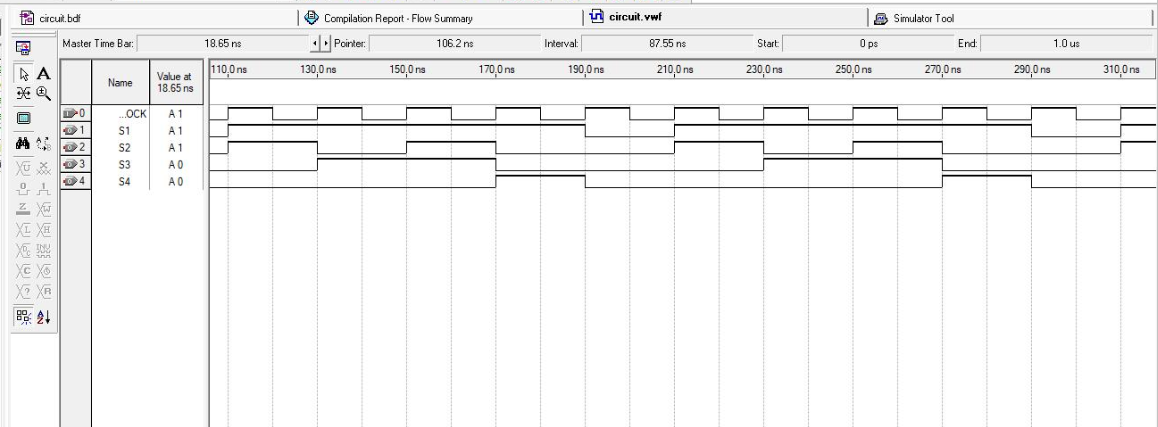 circuit.bdf
Compilation Report - Flow Summary
circuit.vwf
Simulator Tool
Master Time Bar: 18.65 ns Pointer: 106.2 ns Interval: 87.55 ns Start: 0 ps End: 1.0 us
Name Value at 18.65 ns
110.0 ns 130.0 ns 150.0 ns 170.0 ns 190.0 ns 210.0 ns 230.0 ns 250.0 ns 270.0 ns 290.0 ns 310.0 ns
0 ...OCK A 1
1 S1 A 1
2 S2 A 1
3 S3 A 0
4 S4 A 0